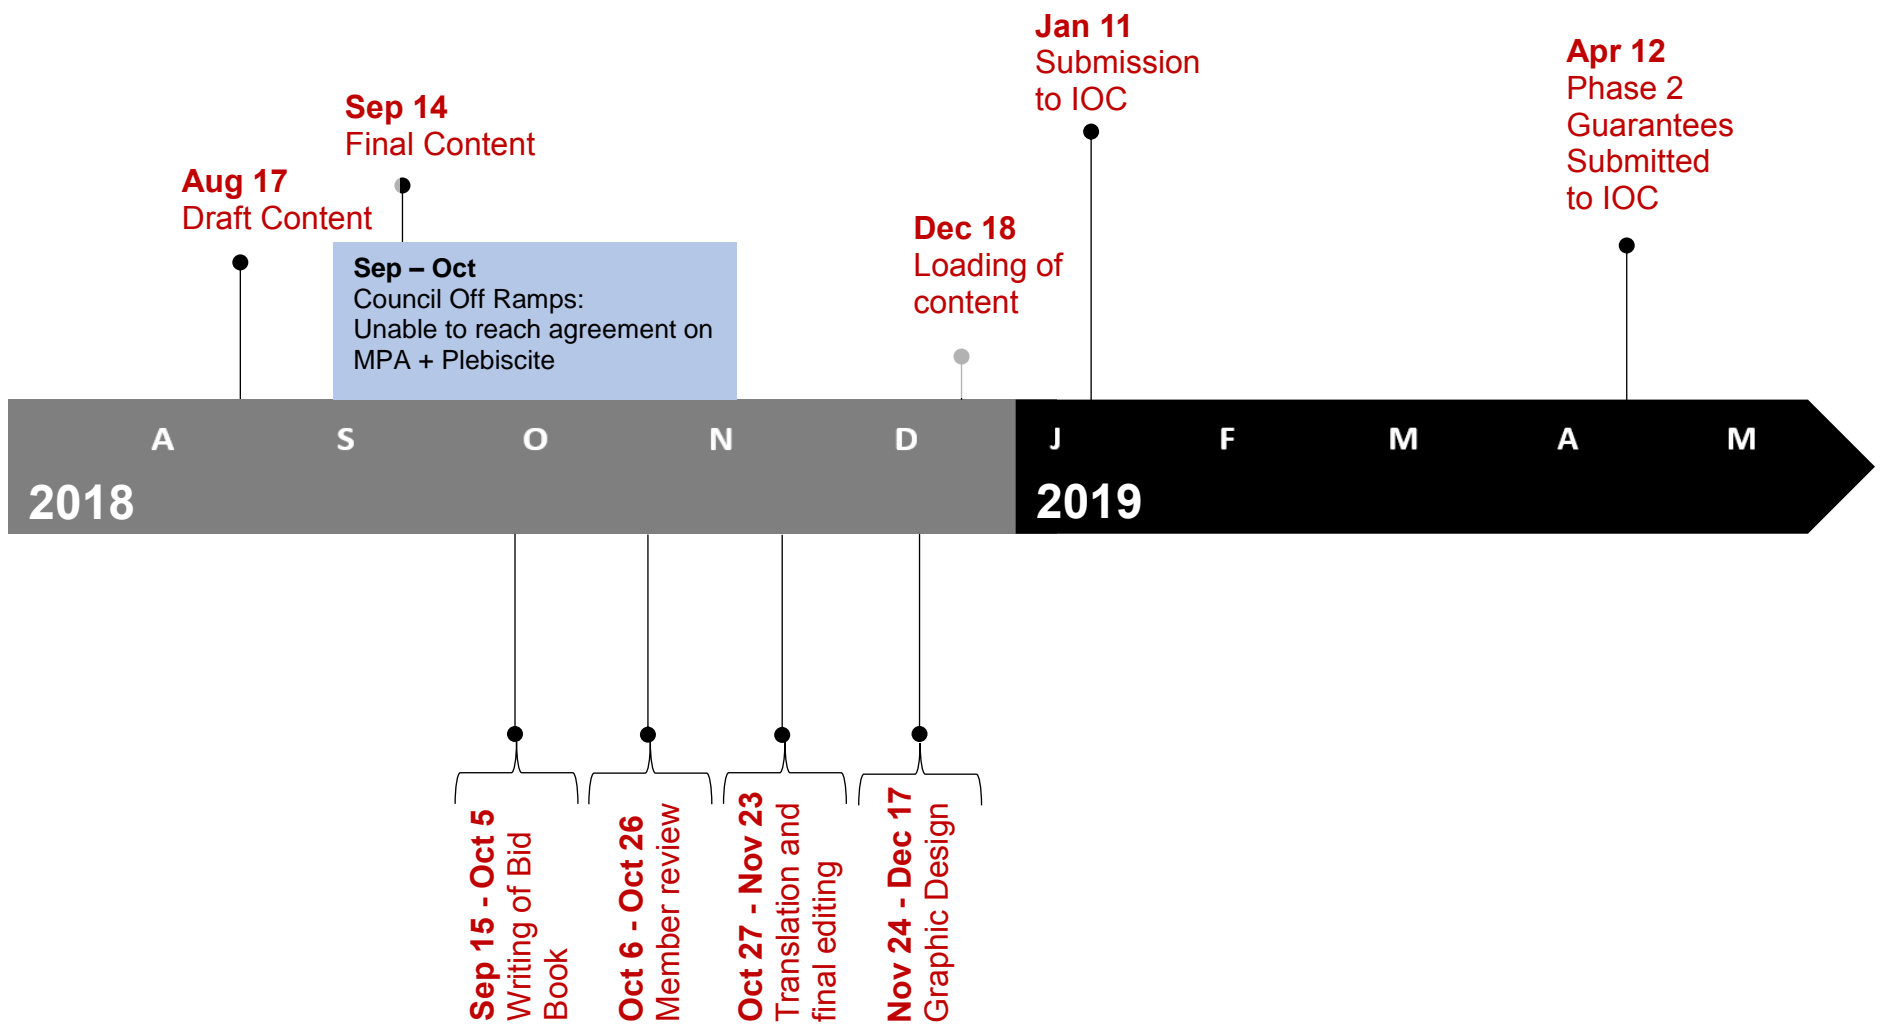 Jan 11
Submission
to IOC
Apr 12
Phase 2
Guarantees
Submitted
to IOC
Sep 14
Final Content
Aug 17
Draft Content
Dec 18
Loading of
content
Sep – Oct
Council Off Ramps:
Unable to reach agreement on
MPA + Plebiscite
A S O N D J F M A M
2018 2019
Sep 15 - Oct 5
Writing of Bid
Book
Oct 6 - Oct 26
Member review
Oct 27 - Nov 23
Translation and
final editing
Nov 24 - Dec 17
Graphic Design